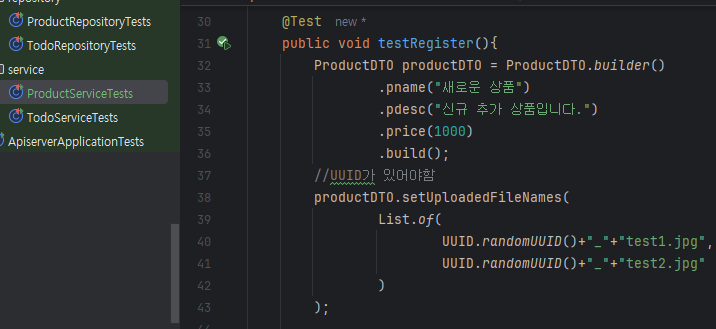 repository
ProductRepositoryTests
TodoRepositoryTests
service
ProductServiceTests
TodoServiceTests
ApiserverApplicationTests
30 @Test new *
31 public void testRegister(){
32 ProductDTO productDTO = ProductDTO.builder()
33 .pname("새로운 상품")
34 .pdesc("신규 추가 상품입니다.")
35 .price(1000)
36 .build();
37 //UUID가 있어야함
38 productDTO.setUploadedFileNames(
39 List.of(
40 UUID.randomUUID()+"_"+"test1.jpg",
41 UUID.randomUUID()+"_"+"test2.jpg"
42 )
43 );